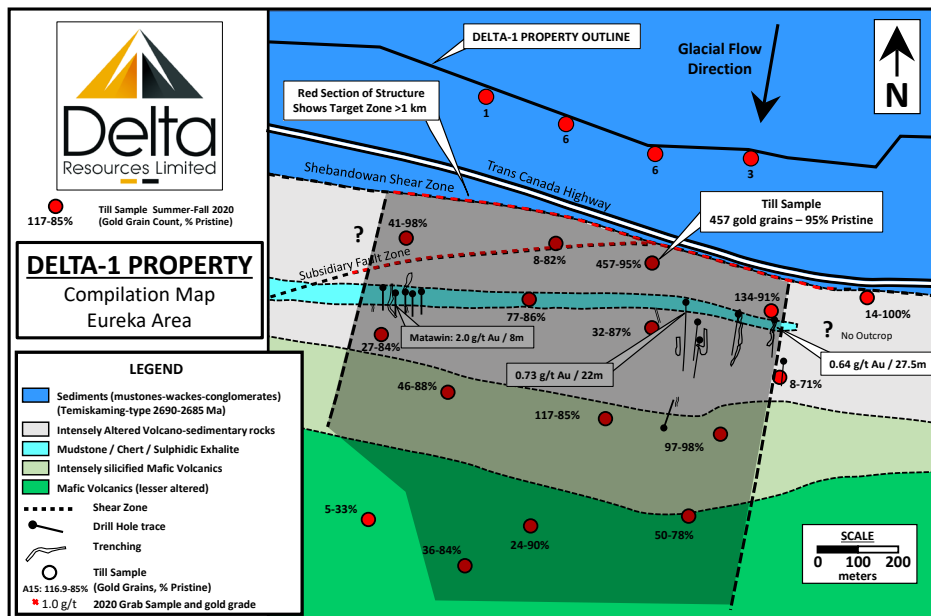 Delta
Resources Limited
117-85%
Till Sample Summer-Fall 2020
(Gold Grain Count, % Pristine)
DELTA-1 PROPERTY
Compilation Map
Eureka Area
DELTA-1 PROPERTY OUTLINE
Glacial Flow
Direction
N
Red Section of Structure
Shows Target Zone >1 km
1
6
6
3
Trans Canada Highway
Shebandowan Shear Zone
Till Sample
457 gold grains – 95% Pristine
?
41-98%
8-82%
457-95%
Subsidiary Fault Zone
134-91%
14-100%
77-86%
32-87%
?
No Outcrop
Matawin: 2.0 g/t Au / 8m
27-84%
0.73 g/t Au / 22m
0.64 g/t Au / 27.5m
8-71%
46-88%
117-85%
97-98%
5-33%
36-84%
24-90%
50-78%
LEGEND
Sediments (mustones-wackes-conglomerates)
(Temiskaming-type 2690-2685 Ma)
Intensely Altered Volcano-sedimentary rocks
Mudstone / Chert / Sulphidic Exhalite
Intensely silicified Mafic Volcanics
Mafic Volcanics (lesser altered)
Shear Zone
Drill Hole trace
Trenching
Till Sample
A15: 116.9-85% (Gold Grains, % Pristine)
1.0 g/t 2020 Grab Sample and gold grade
SCALE
0 100 200
meters